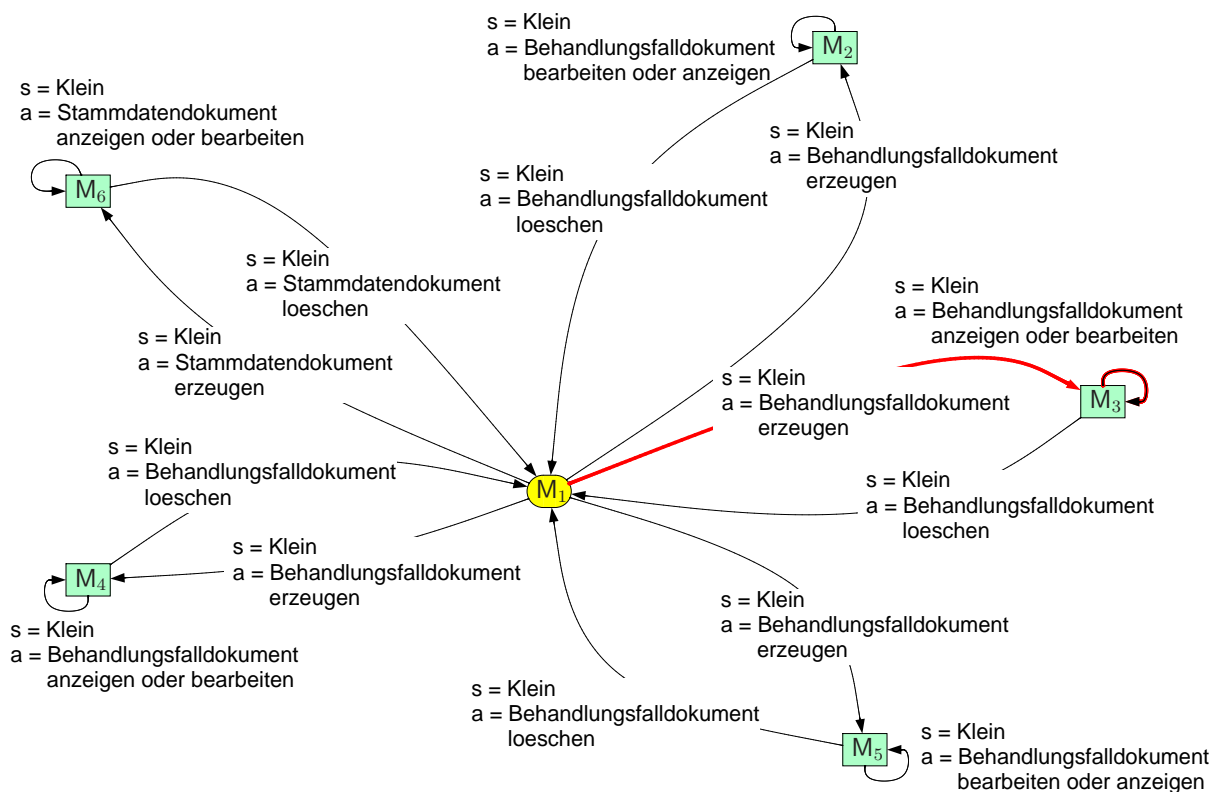 s = Klein
a = Behandlungsfalldokument
bearbeiten oder anzeigen
M2
s = Klein
a = Stammdatendokument
anzeigen oder bearbeiten
M6
s = Klein
a = Behandlungsfalldokument
erzeugen
s = Klein
a = Behandlungsfalldokument
loeschen
s = Klein
a = Stammdatendokument
loeschen
s = Klein
a = Behandlungsfalldokument
anzeigen oder bearbeiten
s = Klein
a = Stammdatendokument
erzeugen
s = Klein
a = Behandlungsfalldokument
erzeugen
M3
s = Klein
a = Behandlungsfalldokument
loeschen
M1
s = Klein
a = Behandlungsfalldokument
loeschen
s = Klein
a = Behandlungsfalldokument
erzeugen
M4
s = Klein
a = Behandlungsfalldokument
anzeigen oder bearbeiten
s = Klein
a = Behandlungsfalldokument
erzeugen
s = Klein
a = Behandlungsfalldokument
loeschen
M5
s = Klein
a = Behandlungsfalldokument
bearbeiten oder anzeigen